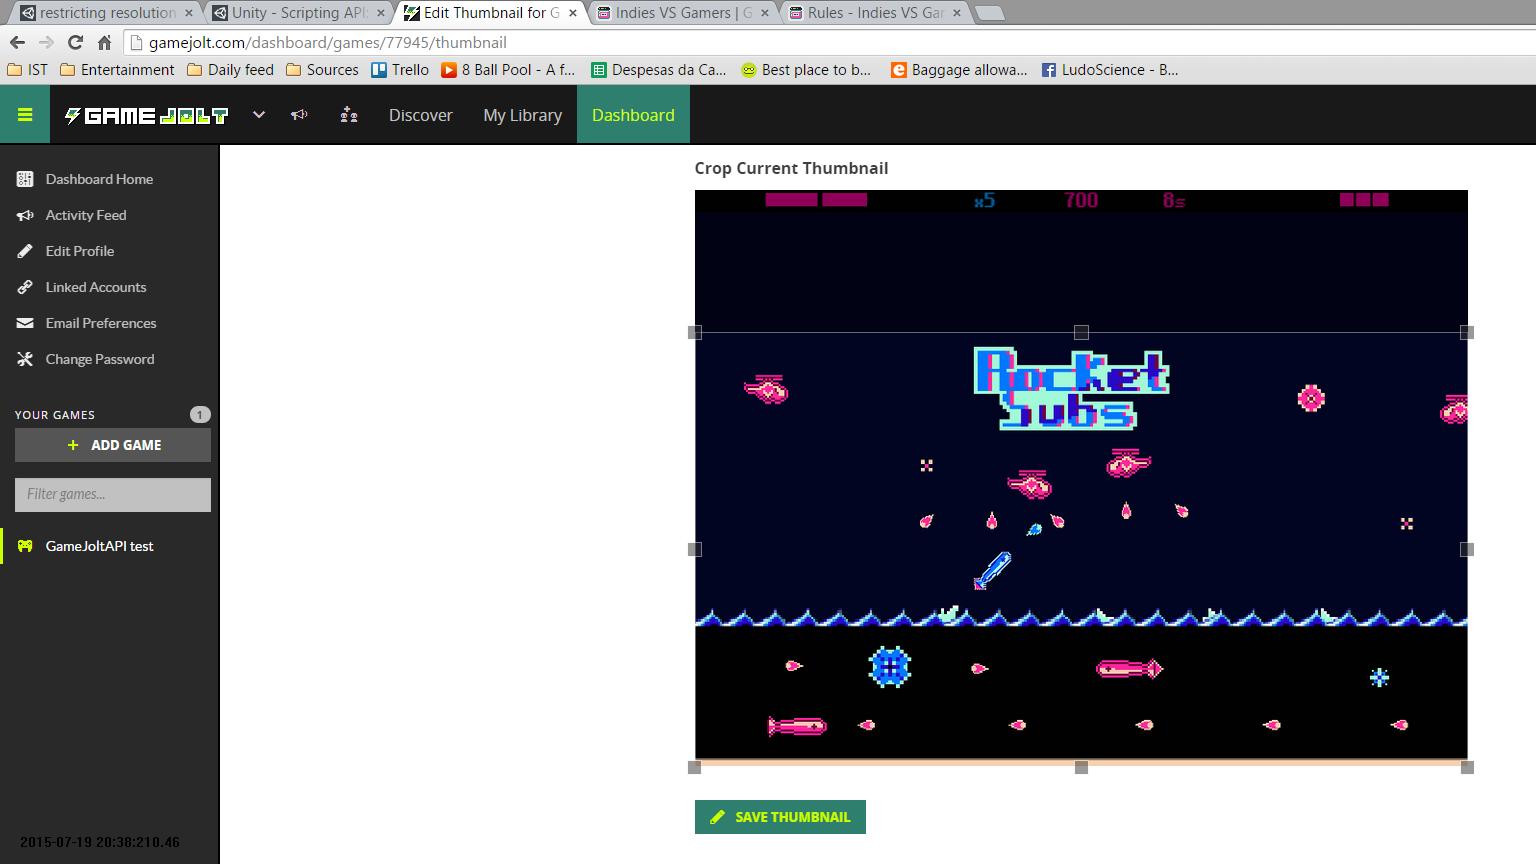 restricting resolution
Unity - Scripting API:
Edit Thumbnail for G
Indies VS Gamers | G
Rules - Indies VS Gar
gamejolt.com/dashboard/games/77945/thumbnail
IST
Entertainment
Daily feed
Sources
Trello
8 Ball Pool - A f...
Despesas da Ca...
Best place to b...
Baggage allowa...
LudoScience - B...
GAME JOLT
Discover
My Library
Dashboard
Dashboard Home
Activity Feed
Edit Profile
Linked Accounts
Email Preferences
Change Password
YOUR GAMES 1
+ ADD GAME
Filter games...
GameJoltAPI test
2015-07-19 20:38:210.46
Crop Current Thumbnail
x5 700 8s
Rocket
Subs
SAVE THUMBNAIL